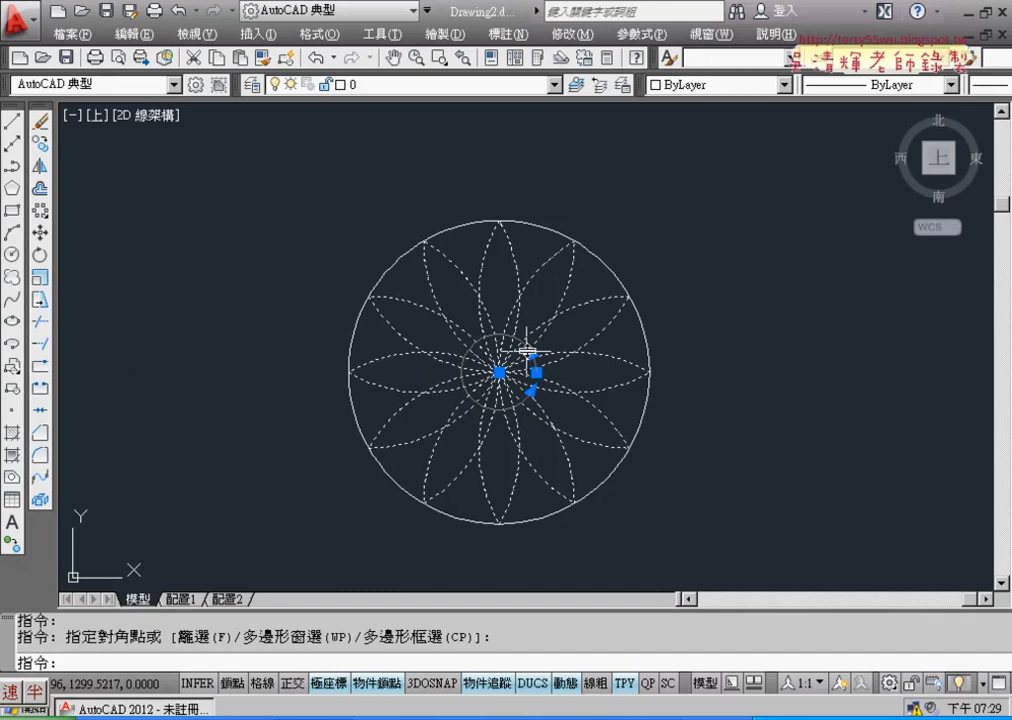 AutoCAD 典型
Drawing2.d...
鍵入關鍵字或詞組
登入
檔案(F) 編輯(E) 檢視(V) 插入(I) 格式(O) 工具(T) 繪製(D) 標註(N) 修改(M) 參數式(P) 視窗(W) 說明(H)
http://terry55wu.blogspot.tw
吳清輝老師錄製
AutoCAD 典型
0
ByLayer
ByLayer
[−] [上] [2D 線架構]
北
西 上 東
南
WCS
Y
X
模型 配置1 配置2
指令:
指令: 指定對角點或 [籬選(F)/多邊形窗選(WP)/多邊形框選(CP)]:
指令:
96, 1299.5217, 0.0000 INFER 鎖點 格線 正交 極座標 物件鎖點 3DOSNAP 物件追蹤 DUCS 動態 線粗 TPY QP SC 模型 1:1
速 半
AutoCAD 2012 - 未註冊...
下午 07:29